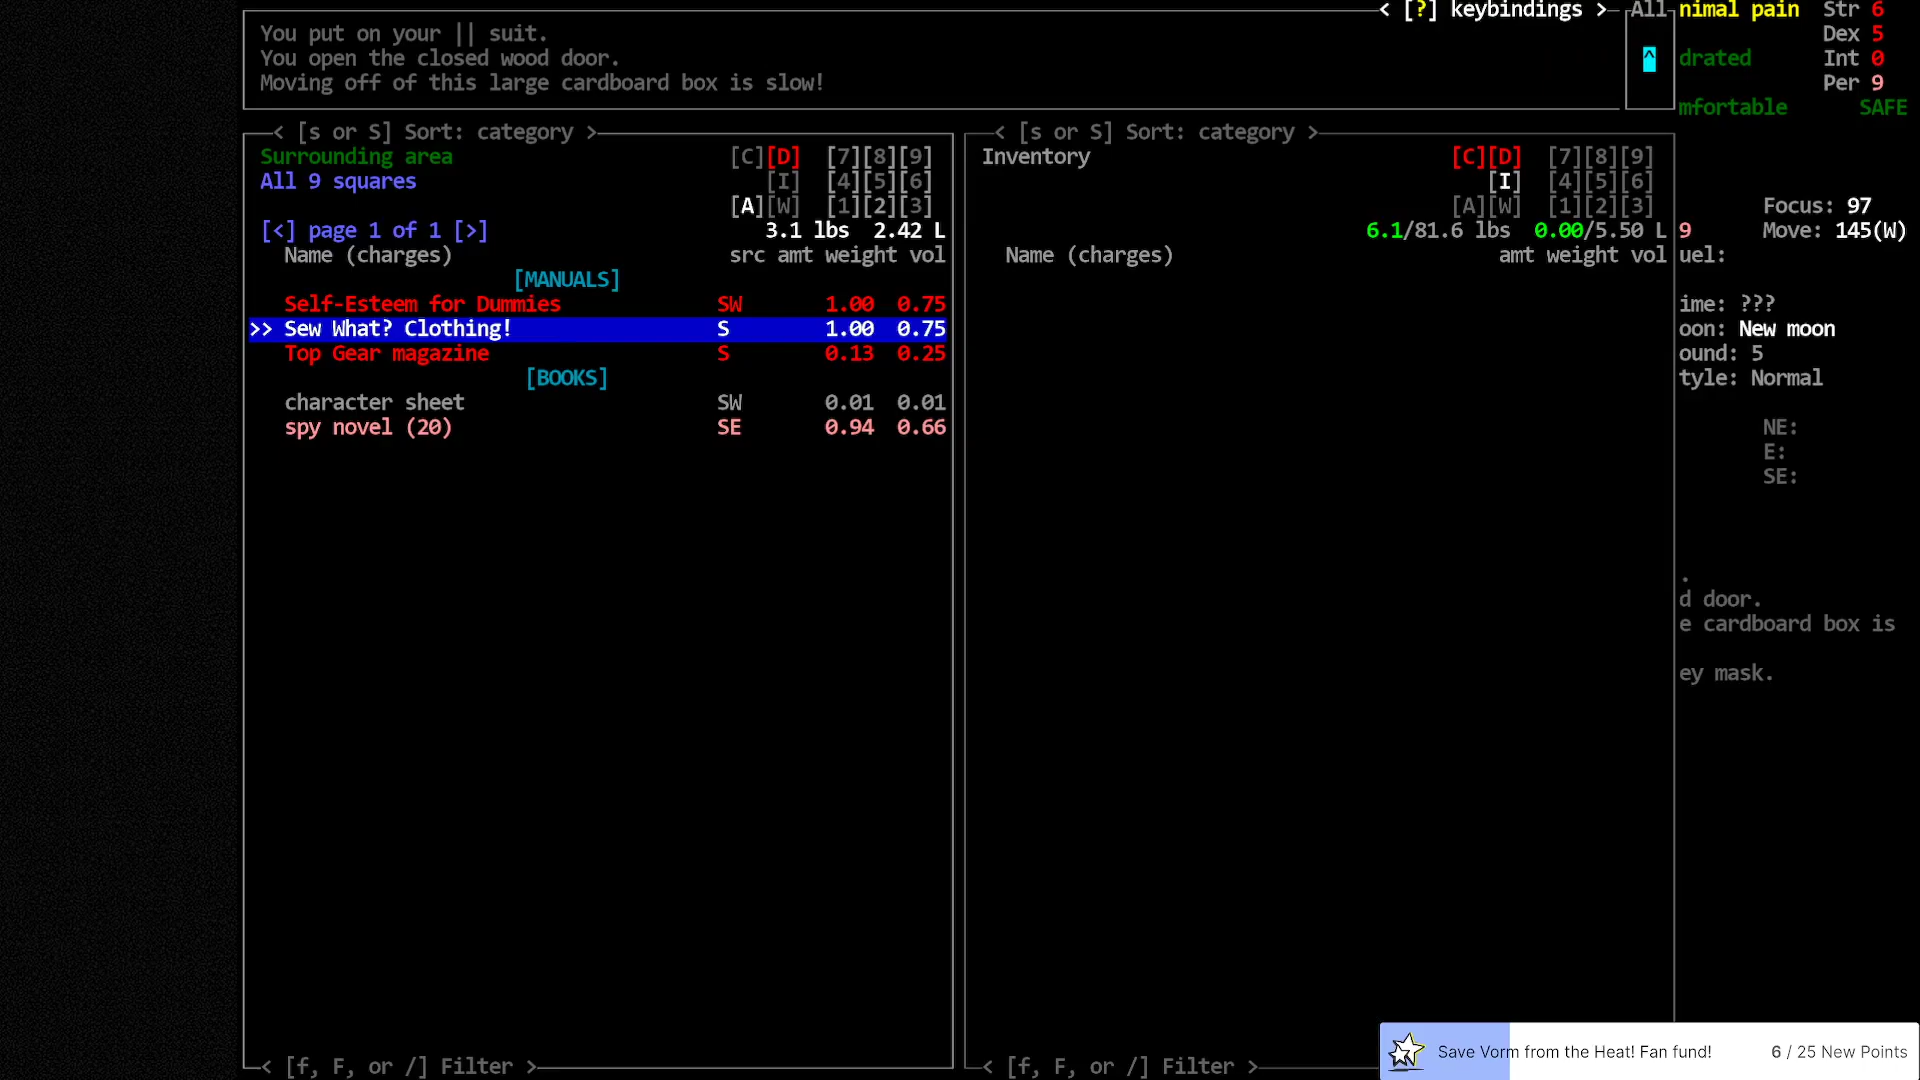 < [?] keybindings > All nimal pain Str 6
You put on your || suit. Dex 5
You open the closed wood door. ^ drated Int 0
Moving off of this large cardboard box is slow! Per 9
mfortable SAFE
< [s or S] Sort: category > < [s or S] Sort: category >
Surrounding area [C][D] [7][8][9] Inventory [C][D] [7][8][9]
All 9 squares [I] [4][5][6] [I] [4][5][6]
[A][W] [1][2][3] [A][W] [1][2][3] Focus: 97
[<] page 1 of 1 [>] 3.1 lbs 2.42 L 6.1/81.6 lbs 0.00/5.50 L 9 Move: 145(W)
Name (charges) src amt weight vol Name (charges) amt weight vol uel:
[MANUALS]
Self-Esteem for Dummies SW 1.00 0.75 ime: ???
>> Sew What? Clothing! S 1.00 0.75 oon: New moon
Top Gear magazine S 0.13 0.25 ound: 5
[BOOKS] tyle: Normal
character sheet SW 0.01 0.01
spy novel (20) SE 0.94 0.66 NE:
E:
SE:
.
d door.
e cardboard box is
ey mask.
< [f, F, or /] Filter > < [f, F, or /] Filter >
Save Vorm from the Heat! Fan fund! 6 / 25 New Points